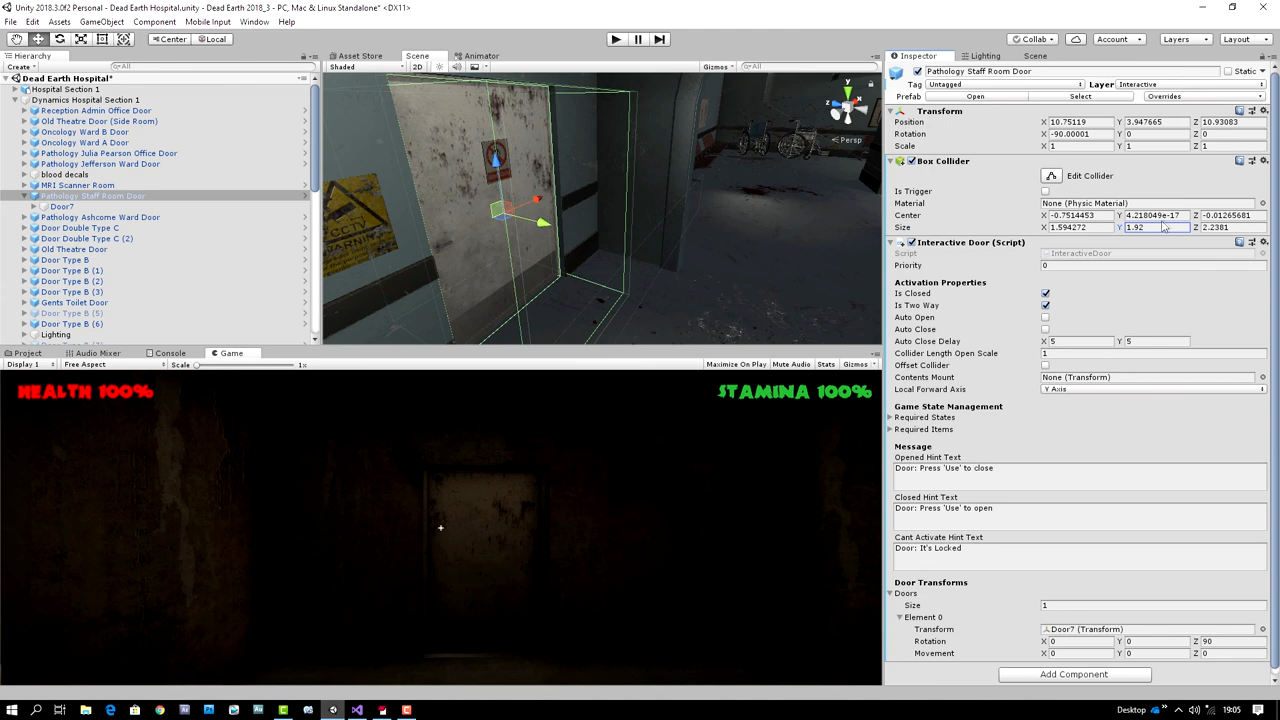 Unity 2018.3.0f2 Personal - Dead Earth Hospital.unity - Dead Earth 2018_3 - PC, Mac & Linux Standalone* <DX11>
File Edit Assets GameObject Component Mobile Input Window Help
Center Local Collab Account Layers Layout
Hierarchy Asset Store Scene Animator Inspector Lighting Scene
Create All Shaded 2D Gizmos All
Dead Earth Hospital*
Hospital Section 1
Dynamics Hospital Section 1
Reception Admin Office Door
Old Theatre Door (Side Room)
Oncology Ward B Door
Oncology Ward A Door
Pathology Julia Pearson Office Door
Pathology Jefferson Ward Door
blood decals
MRI Scanner Room
Pathology Staff Room Door
Door7
Pathology Ashcome Ward Door
Door Double Type C
Door Double Type C (2)
Old Theatre Door
Door Type B
Door Type B (1)
Door Type B (2)
Door Type B (3)
Gents Toilet Door
Door Type B (5)
Door Type B (6)
Lighting
y
z
Persp
CCTV
WARNING
Project Audio Mixer Console Game
Display 1 Free Aspect Scale 1x Maximize On Play Mute Audio Stats Gizmos
HEALTH 100% STAMINA 100%
Pathology Staff Room Door Static
Tag Untagged Layer Interactive
Prefab Open Select Overrides
Transform
Position X 10.75119 Y 3.947665 Z 10.93083
Rotation X -90.00001 Y 0 Z 0
Scale X 1 Y 1 Z 1
Box Collider
Edit Collider
Is Trigger
Material None (Physic Material)
Center X -0.7514453 Y 4.218049e-17 Z -0.01265681
Size X 1.594272 Y 1.92 Z 2.2381
Interactive Door (Script)
Script InteractiveDoor
Priority 0
Activation Properties
Is Closed
Is Two Way
Auto Open
Auto Close
Auto Close Delay X 5 Y 5
Collider Length Open Scale 1
Offset Collider
Contents Mount None (Transform)
Local Forward Axis Y Axis
Game State Management
Required States
Required Items
Message
Opened Hint Text
Door: Press 'Use' to close
Closed Hint Text
Door: Press 'Use' to open
Cant Activate Hint Text
Door: It's Locked
Door Transforms
Doors
Size 1
Element 0
Transform Door7 (Transform)
Rotation X 0 Y 0 Z 90
Movement X 0 Y 0 Z 0
Add Component
Desktop 19:05